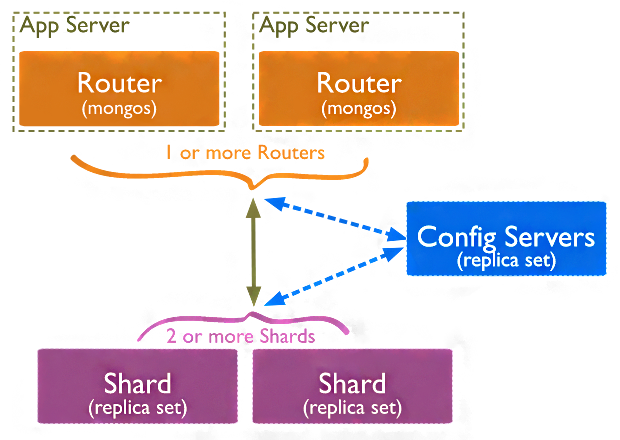 App Server
App Server
Router
(mongos)
Router
(mongos)
1 or more Routers
Config Servers
(replica set)
2 or more Shards
Shard
(replica set)
Shard
(replica set)